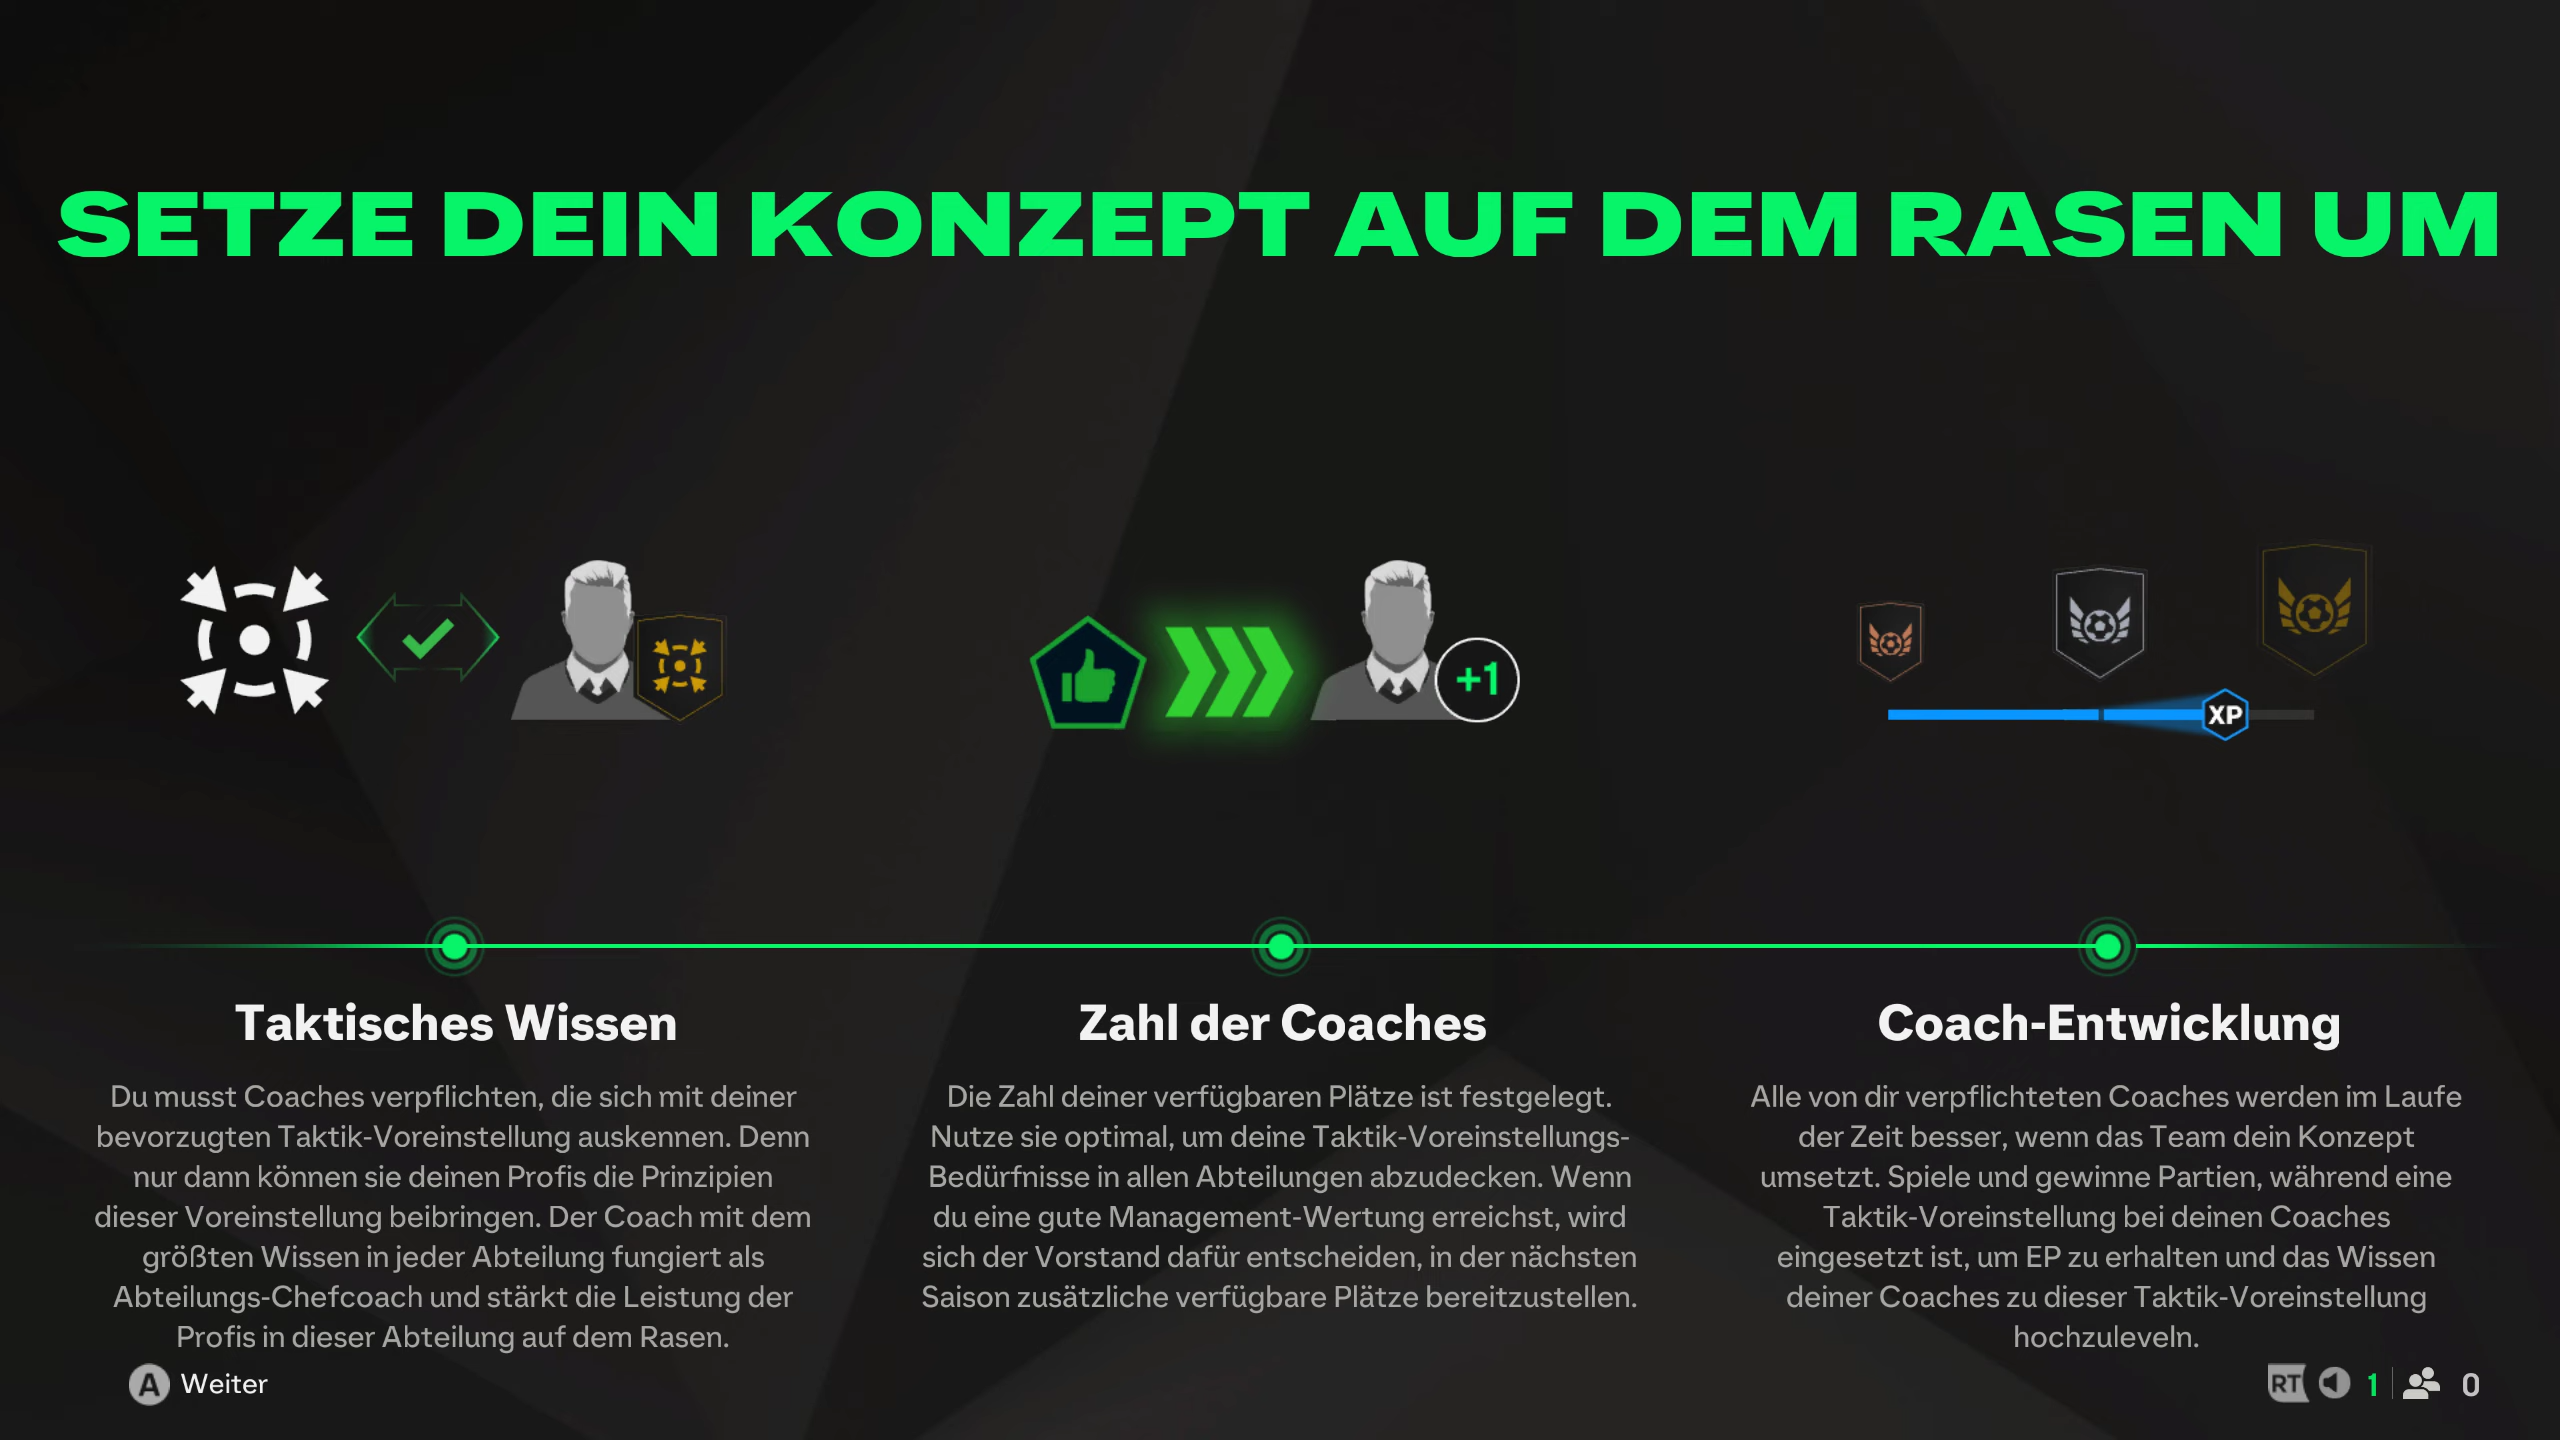 SETZE DEIN KONZEPT AUF DEM RASEN UM
+1
XP
Taktisches Wissen
Du musst Coaches verpflichten, die sich mit deiner
bevorzugten Taktik-Voreinstellung auskennen. Denn
nur dann können sie deinen Profis die Prinzipien
dieser Voreinstellung beibringen. Der Coach mit dem
größten Wissen in jeder Abteilung fungiert als
Abteilungs-Chefcoach und stärkt die Leistung der
Profis in dieser Abteilung auf dem Rasen.
Zahl der Coaches
Die Zahl deiner verfügbaren Plätze ist festgelegt.
Nutze sie optimal, um deine Taktik-Voreinstellungs-
Bedürfnisse in allen Abteilungen abzudecken. Wenn
du eine gute Management-Wertung erreichst, wird
sich der Vorstand dafür entscheiden, in der nächsten
Saison zusätzliche verfügbare Plätze bereitzustellen.
Coach-Entwicklung
Alle von dir verpflichteten Coaches werden im Laufe
der Zeit besser, wenn das Team dein Konzept
umsetzt. Spiele und gewinne Partien, während eine
Taktik-Voreinstellung bei deinen Coaches
eingesetzt ist, um EP zu erhalten und das Wissen
deiner Coaches zu dieser Taktik-Voreinstellung
hochzuleveln.
A Weiter
RT 1 0